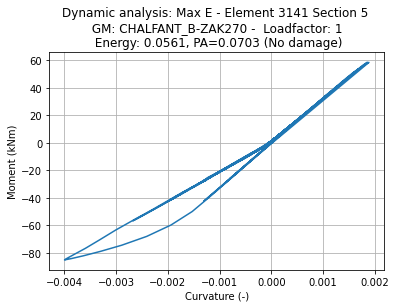 Dynamic analysis: Max E - Element 3141 Section 5
GM: CHALFANT_B-ZAK270 -  Loadfactor: 1
Energy: 0.0561, PA=0.0703 (No damage)
Moment (kNm)
60
40
20
0
−20
−40
−60
−80
−0.004 −0.003 −0.002 −0.001 0.000 0.001 0.002
Curvature (-)